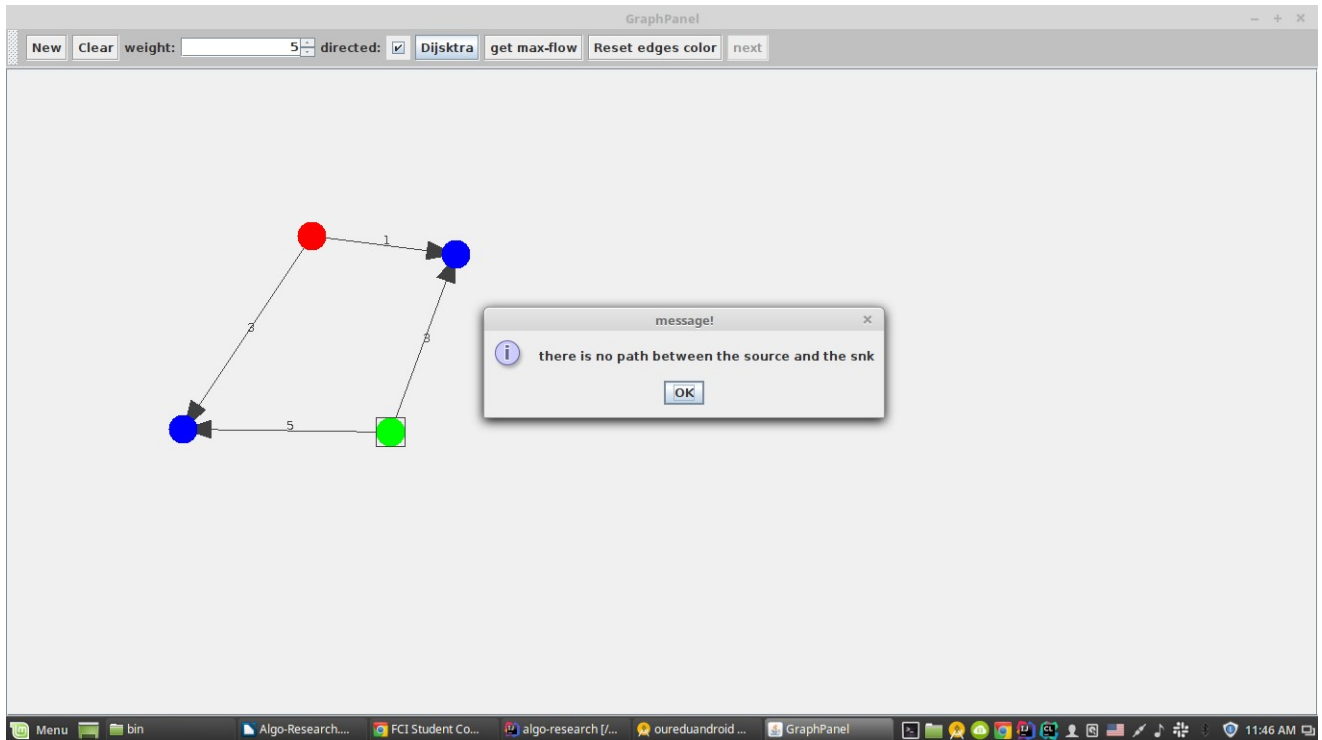 GraphPanel
New Clear weight: 5 directed: Dijsktra get max-flow Reset edges color next
1
3
3
5
message!
there is no path between the source and the snk
OK
Menu bin Algo-Research.... FCI Student Co... algo-research [/... oureduandroid ... GraphPanel 11:46 AM